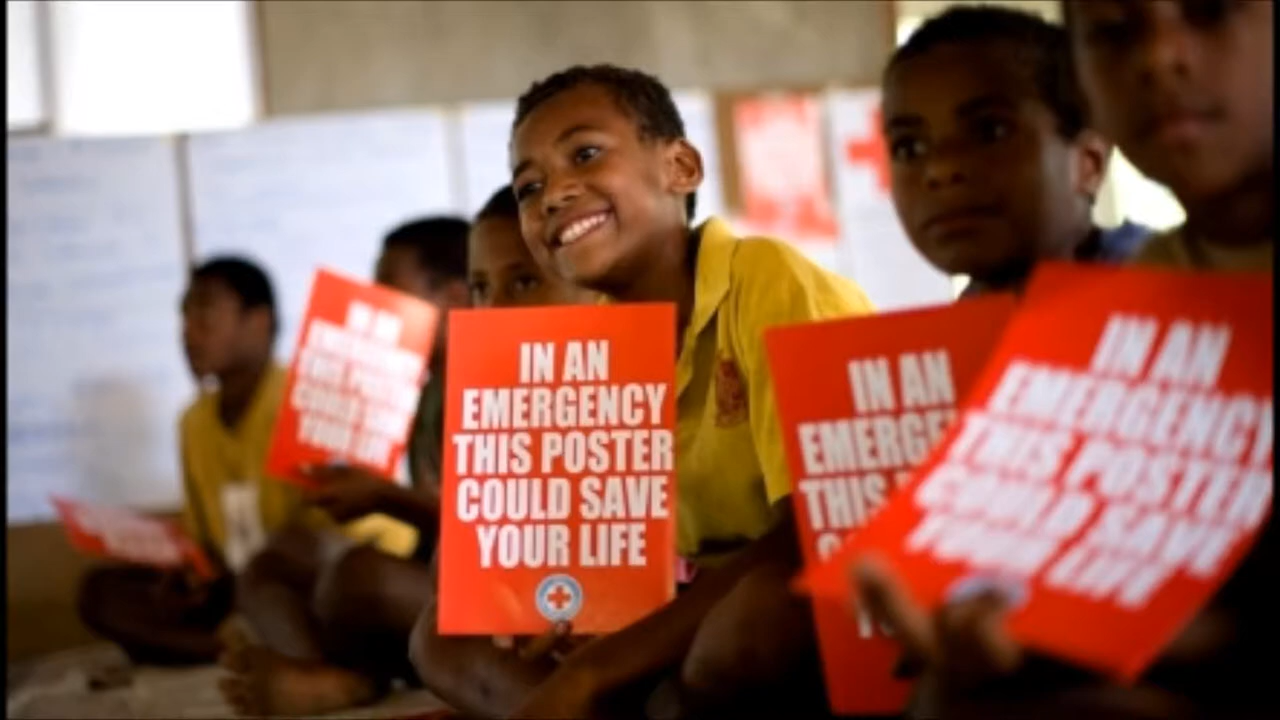 IN AN
EMERGENCY
THIS POSTER
COULD SAVE
YOUR LIFE
IN AN
EMERGENCY
THIS POSTER
COULD SAVE
YOUR LIFE
IN AN
EMERGE
THIS
IN AN
EMERGENCY
THIS POSTER
COULD SAVE
YOUR LIFE